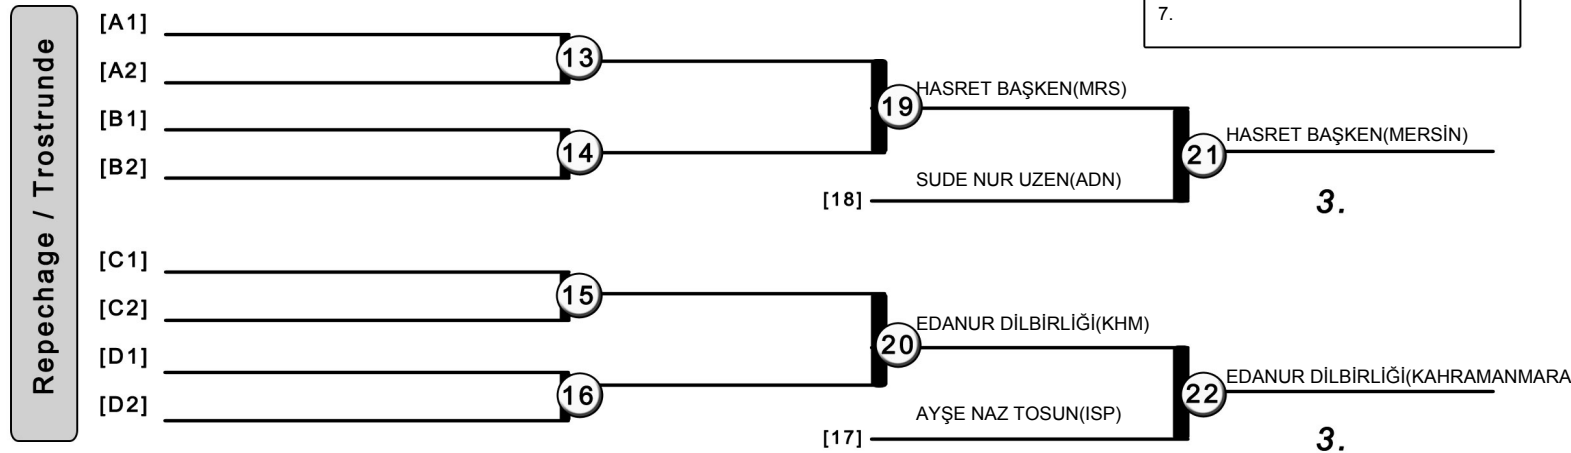 7.
Repechage / Trostrunde
[A1]
[A2]
13
[B1]
[B2]
14
19
HASRET BAŞKEN(MRS)
[18]
SUDE NUR UZEN(ADN)
21
HASRET BAŞKEN(MERSİN)
3.
[C1]
[C2]
15
[D1]
[D2]
16
20
EDANUR DİLBİRLİĞİ(KHM)
[17]
AYŞE NAZ TOSUN(ISP)
22
EDANUR DİLBİRLİĞİ(KAHRAMANMARA
3.